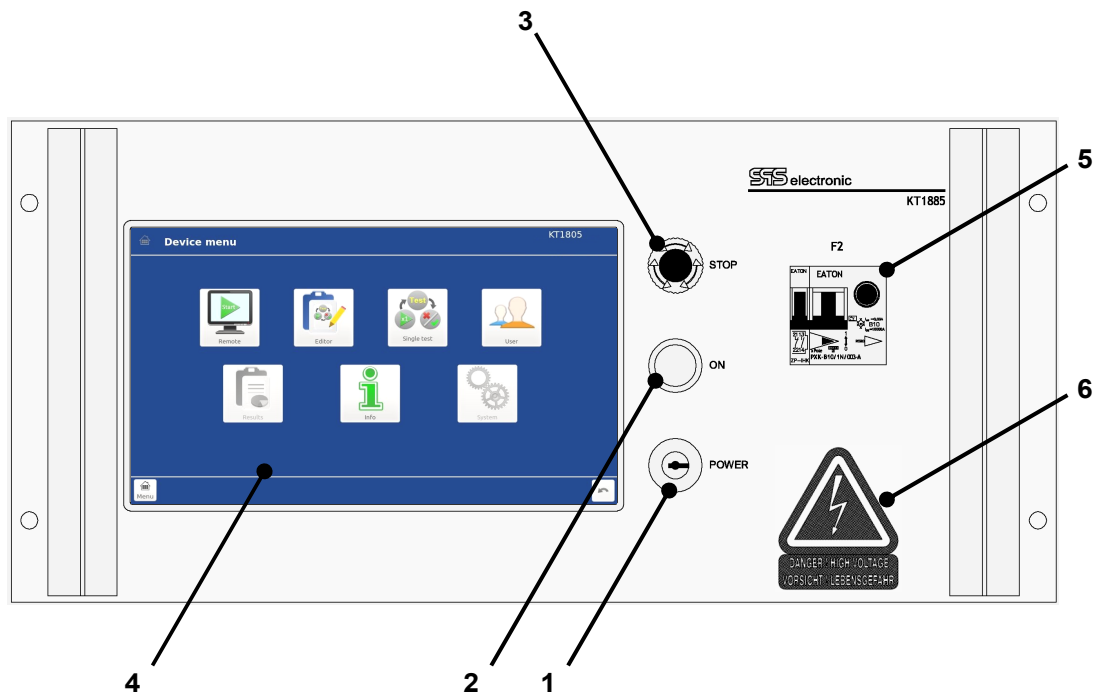 3
5
SPS electronic
KT1885
Device menu
KT1805
STOP
F2
EATON
EATON
Start
Test
Remote
Editor
Single test
User
B10
PXK-B10/1N/003-A
ON
Results
Info
System
6
POWER
Menu
DANGER! HIGH VOLTAGE
VORSICHT! LEBENSGEFAHR
4
2
1